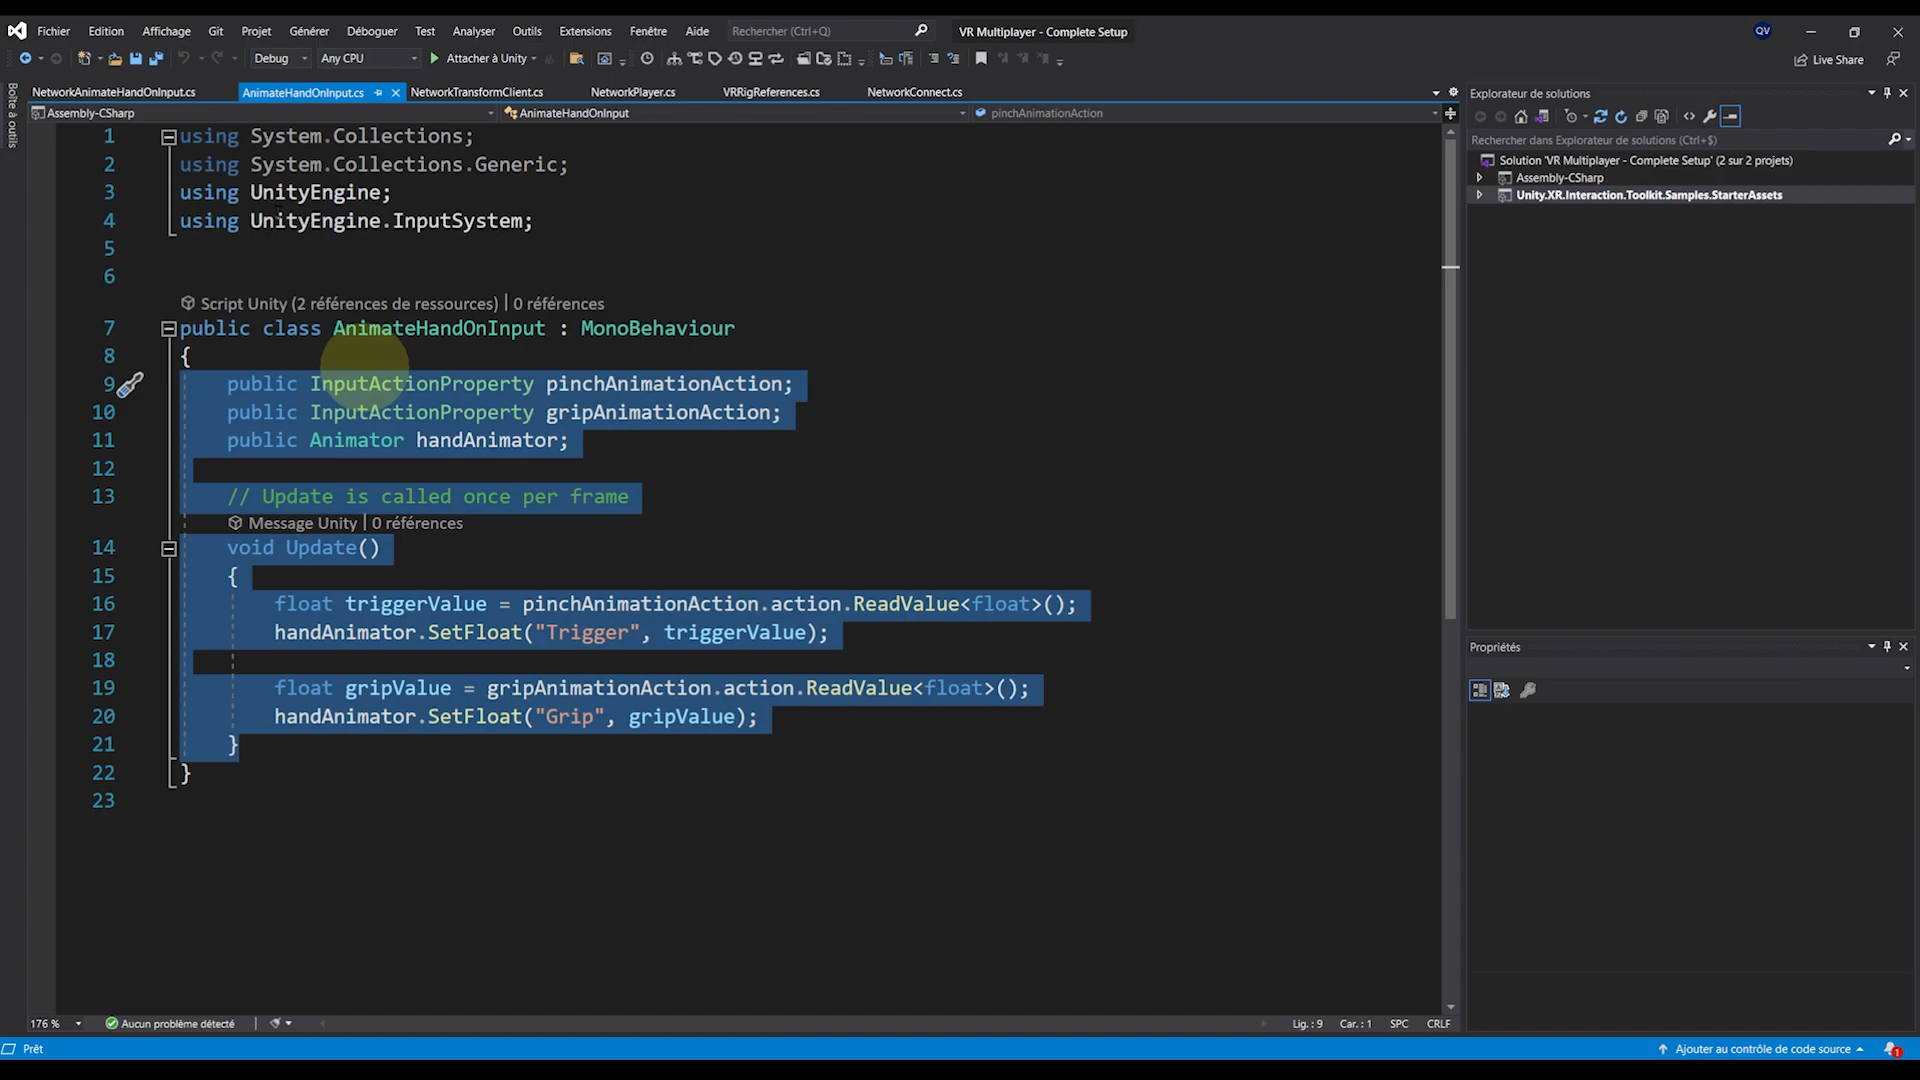 Fichier Edition Affichage Git Projet Générer Déboguer Test Analyser Outils Extensions Fenêtre Aide Rechercher (Ctrl+Q) VR Multiplayer - Complete Setup QV
Debug Any CPU Attacher à Unity Live Share
Boîte à outils
NetworkAnimateHandOnInput.cs AnimateHandOnInput.cs NetworkTransformClient.cs NetworkPlayer.cs VRRigReferences.cs NetworkConnect.cs
Assembly-CSharp AnimateHandOnInput pinchAnimationAction
1 using System.Collections;
2 using System.Collections.Generic;
3 using UnityEngine;
4 using UnityEngine.InputSystem;
5
6
Script Unity (2 références de ressources) | 0 références
7 public class AnimateHandOnInput : MonoBehaviour
8 {
9 public InputActionProperty pinchAnimationAction;
10 public InputActionProperty gripAnimationAction;
11 public Animator handAnimator;
12
13 // Update is called once per frame
Message Unity | 0 références
14 void Update()
15 {
16 float triggerValue = pinchAnimationAction.action.ReadValue<float>();
17 handAnimator.SetFloat("Trigger", triggerValue);
18
19 float gripValue = gripAnimationAction.action.ReadValue<float>();
20 handAnimator.SetFloat("Grip", gripValue);
21 }
22 }
23
Explorateur de solutions
Rechercher dans Explorateur de solutions (Ctrl+$)
Solution 'VR Multiplayer - Complete Setup' (2 sur 2 projets)
Assembly-CSharp
Unity.XR.Interaction.Toolkit.Samples.StarterAssets
Propriétés
176 % Aucun problème détecté Lig. : 9 Car. : 1 SPC CRLF
Prêt Ajouter au contrôle de code source 1